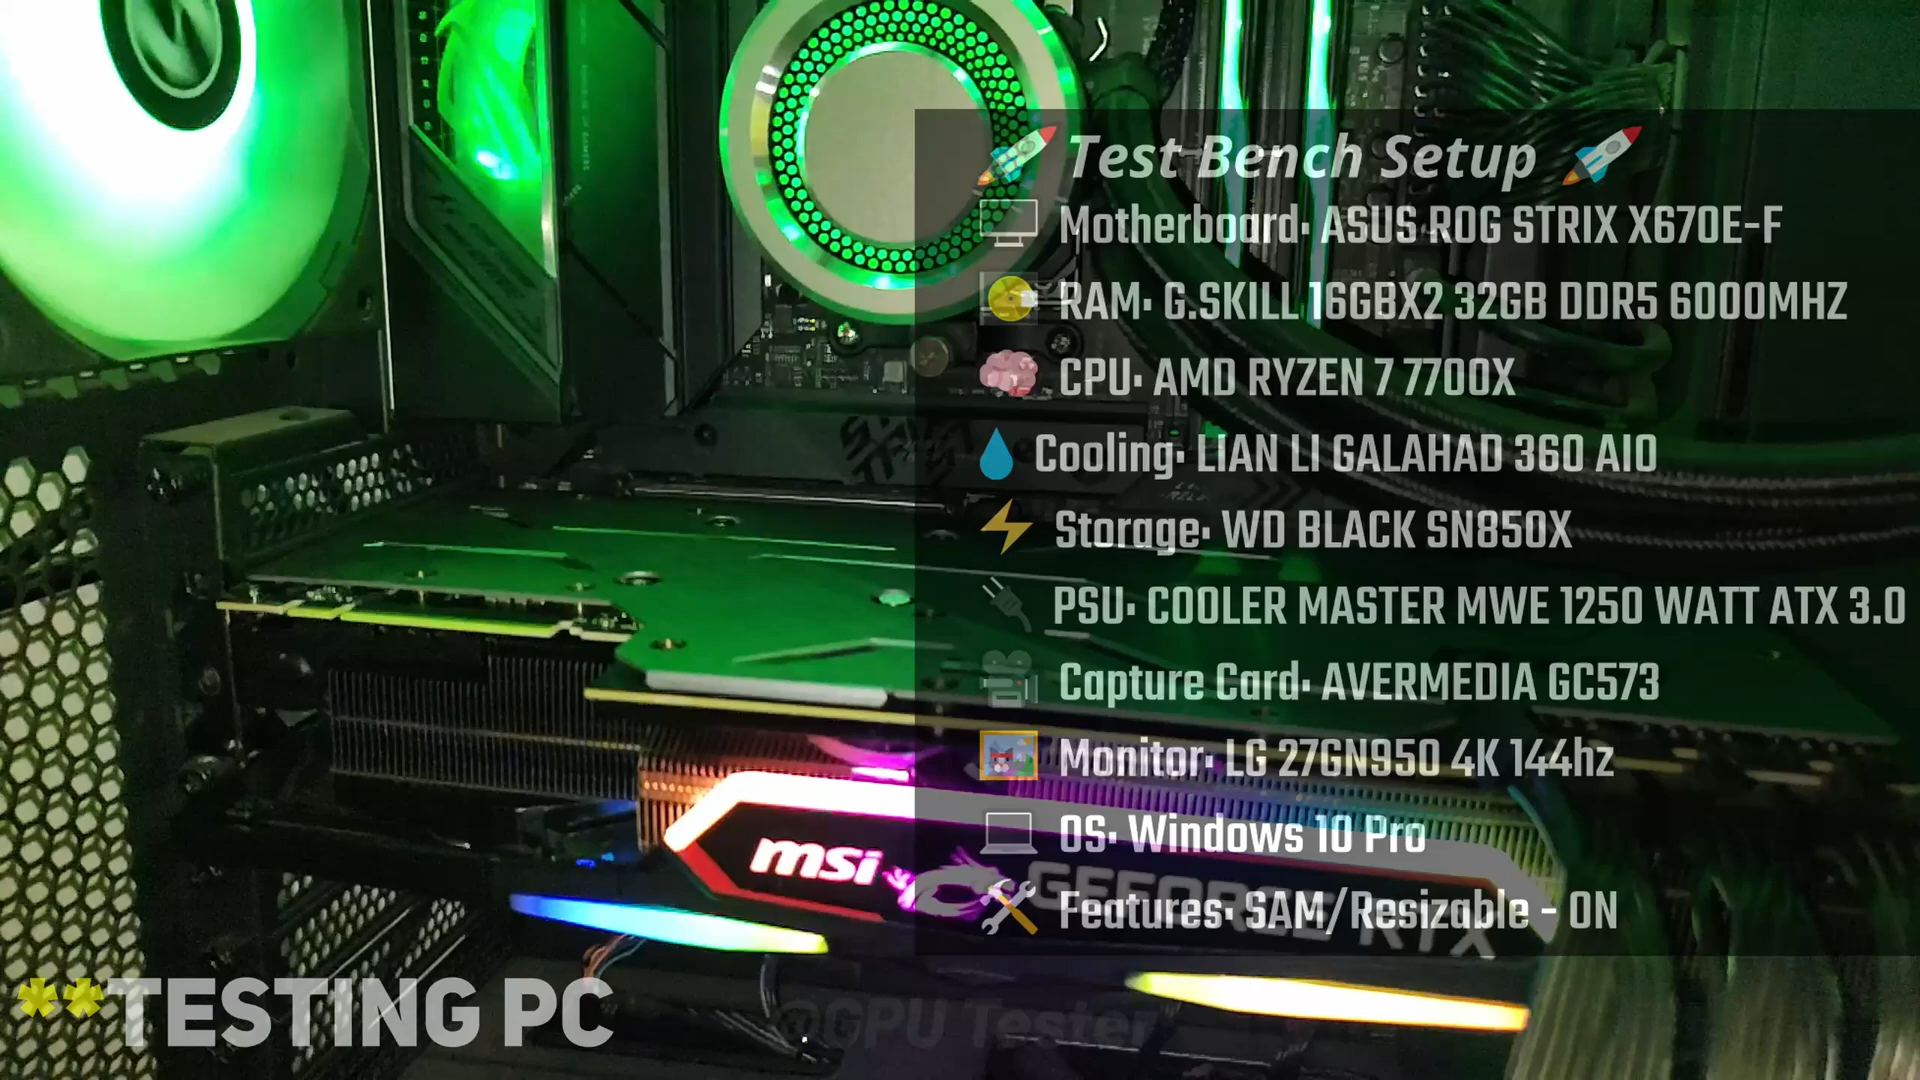 Test Bench Setup
Motherboard: ASUS ROG STRIX X670E-F
RAM: G.SKILL 16GBX2 32GB DDR5 6000MHZ
CPU: AMD RYZEN 7 7700X
Cooling: LIAN LI GALAHAD 360 AIO
Storage: WD BLACK SN850X
PSU: COOLER MASTER MWE 1250 WATT ATX 3.0
Capture Card: AVERMEDIA GC573
Monitor: LG 27GN950 4K 144hz
OS: Windows 10 Pro
msi GEFORCE RTX
Features: SAM/Resizable - ON
**TESTING PC
@GPU Tester